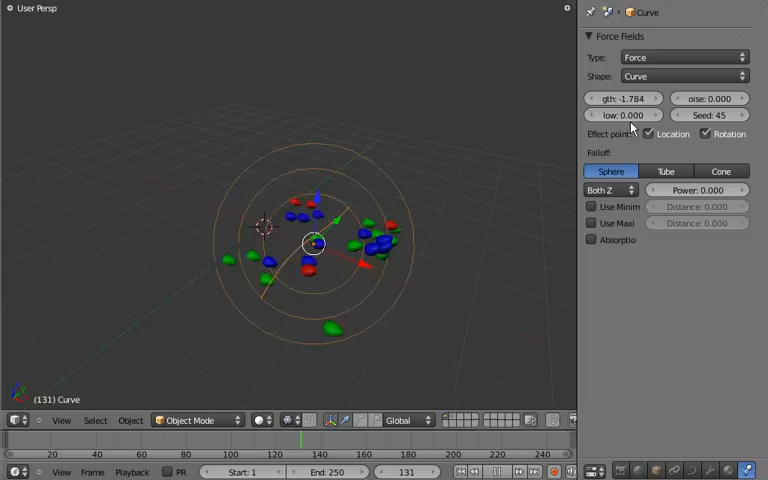 User Persp
Curve
Force Fields
Type: Force
Shape: Curve
gth: -1.784 oise: 0.000
low: 0.000 Seed: 45
Effect point Location Rotation
Falloff:
Sphere Tube Cone
Both Z Power: 0.000
Use Minim Distance: 0.000
Use Maxi Distance: 0.000
Absorptio
(131) Curve
View Select Object Object Mode Global
20 40 60 80 100 120 140 160 180 200 220 240
View Frame Playback PR Start: 1 End: 250 131